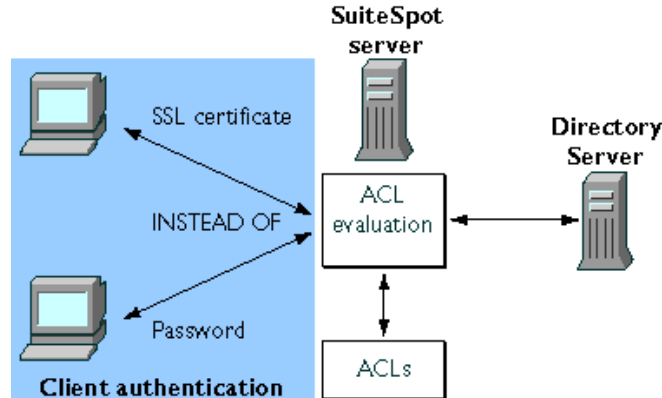 SuiteSpot
server
SSL certificate
Directory
Server
ACL
evaluation
INSTEAD OF
Password
ACLs
Client authentication